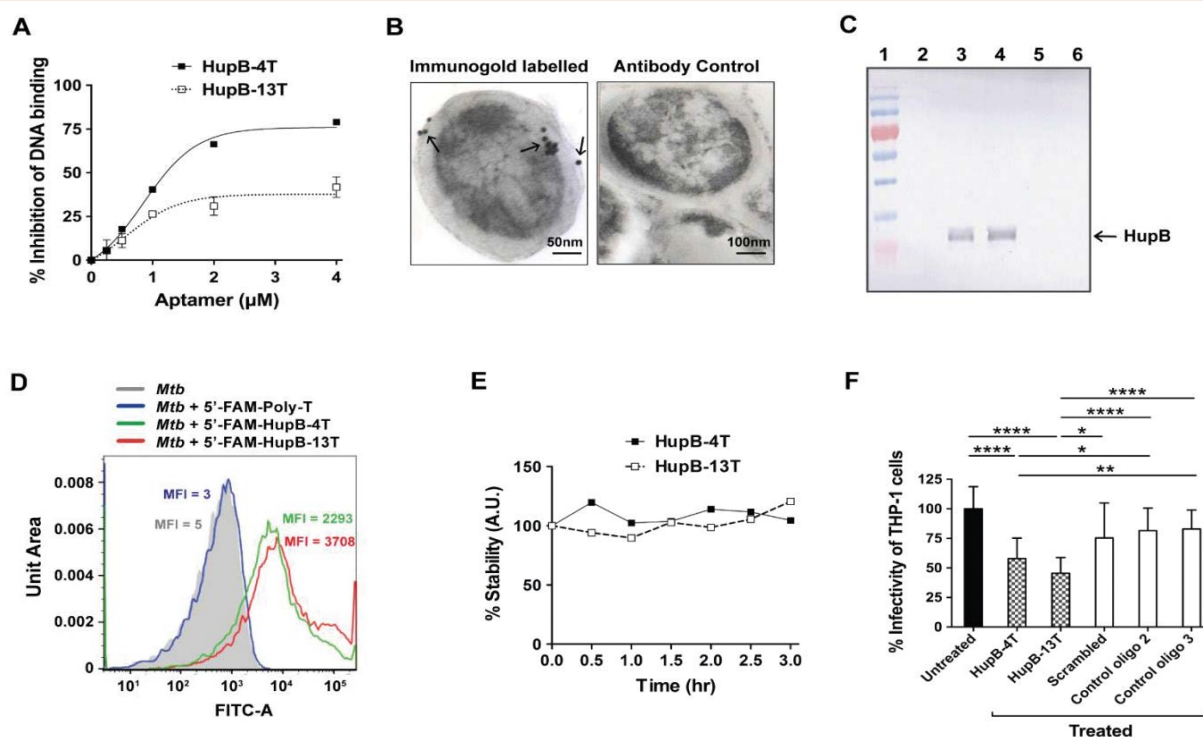 A
HupB-4T
HupB-13T
100
75
50
25
0
% Inhibition of DNA binding
0 1 2 3 4
Aptamer (µM)
B
Immunogold labelled
Antibody Control
50nm
100nm
C
1 2 3 4 5 6
HupB
D
Mtb
Mtb + 5'-FAM-Poly-T
Mtb + 5'-FAM-HupB-4T
Mtb + 5'-FAM-HupB-13T
0.008
0.006
0.004
0.002
0
Unit Area
MFI = 3
MFI = 5
MFI = 2293
MFI = 3708
10¹ 10² 10³ 10⁴ 10⁵
FITC-A
E
HupB-4T
HupB-13T
150
100
50
0
% Stability (A.U.)
0.0 0.5 1.0 1.5 2.0 2.5 3.0
Time (hr)
F
****
****
**** *
**** *
**
125
100
75
50
25
0
% Infectivity of THP-1 cells
Untreated
HupB-4T
HupB-13T
Scrambled
Control oligo 2
Control oligo 3
Treated